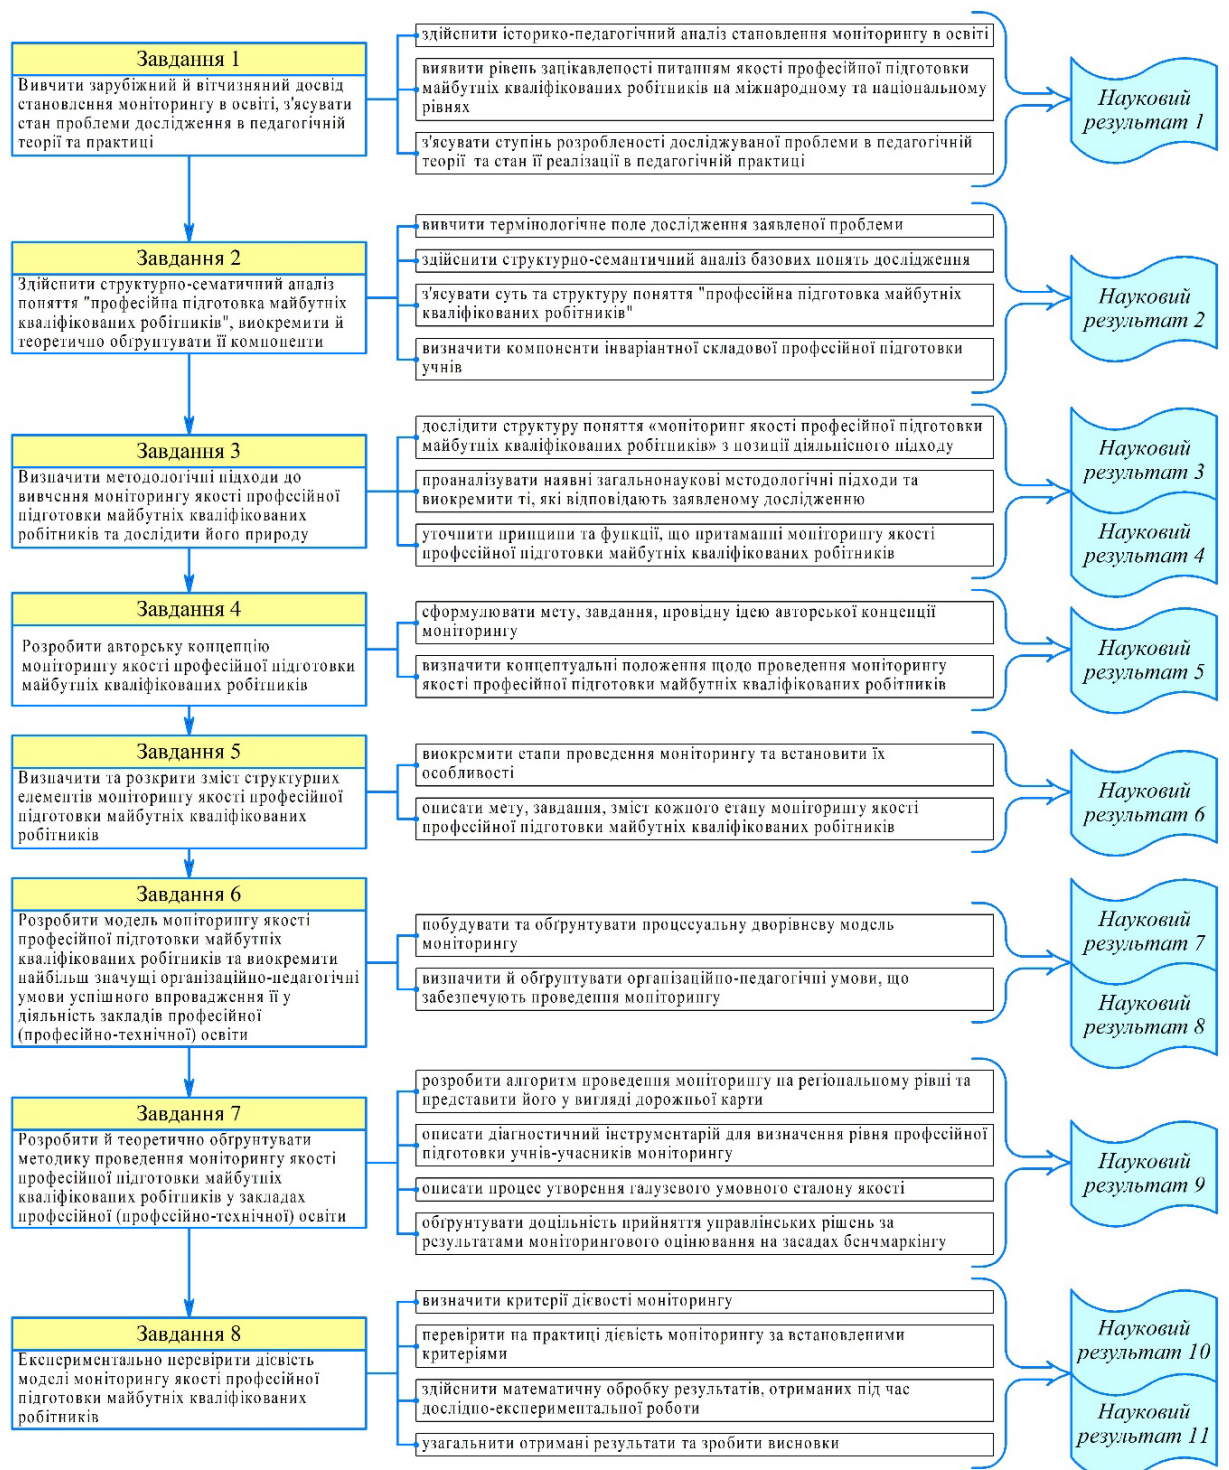 Завдання 1
Вивчити зарубіжний й вітчизняний досвід
становлення моніторингу в освіті, з'ясувати
стан проблеми дослідження в педагогічній
теорії та практиці
здійснити історико-педагогічний аналіз становлення моніторингу в освіті
виявити рівень зацікавленості питанням якості професійної підготовки
майбутніх кваліфікованих робітників на міжнародному та національному
рівнях
з'ясувати ступінь розробленості досліджуваної проблеми в педагогічній
теорії та стан її реалізації в педагогічній практиці
Науковий
результат 1
Завдання 2
Здійснити структурно-сематичний аналіз
поняття "професійна підготовка майбутніх
кваліфікованих робітників", виокремити й
теоретично обґрунтувати її компоненти
вивчити термінологічне поле дослідження заявленої проблеми
здійснити структурно-семантичний аналіз базових понять дослідження
з'ясувати суть та структуру поняття "професійна підготовка майбутніх
кваліфікованих робітників"
визначити компоненти інваріантної складової професійної підготовки
учнів
Науковий
результат 2
Завдання 3
Визначити методологічні підходи до
вивчення моніторингу якості професійної
підготовки майбутніх кваліфікованих
робітників та дослідити його природу
дослідити структуру поняття «моніторинг якості професійної підготовки
майбутніх кваліфікованих робітників» з позиції діяльнісного підходу
проаналізувати наявні загальнонаукові методологічні підходи та
виокремити ті, які відповідають заявленому дослідженню
уточнити принципи та функції, що притаманні моніторингу якості
професійної підготовки майбутніх кваліфікованих робітників
Науковий
результат 3
Науковий
результат 4
Завдання 4
Розробити авторську концепцію
моніторингу якості професійної підготовки
майбутніх кваліфікованих робітників
сформулювати мету, завдання, провідну ідею авторської концепції
моніторингу
визначити концептуальні положення щодо проведення моніторингу
якості професійної підготовки майбутніх кваліфікованих робітників
Науковий
результат 5
Завдання 5
Визначити та розкрити зміст структурних
елементів моніторингу якості професійної
підготовки майбутніх кваліфікованих
робітників
виокремити етапи проведення моніторингу та встановити їх
особливості
описати мету, завдання, зміст кожного етапу моніторингу якості
професійної підготовки майбутніх кваліфікованих робітників
Науковий
результат 6
Завдання 6
Розробити модель моніторингу якості
професійної підготовки майбутніх
кваліфікованих робітників та виокремити
найбільш значущі організаційно-педагогічні
умови успішного впровадження її у
діяльність закладів професійної
(професійно-технічної) освіти
побудувати та обґрунтувати процесуальну дворівневу модель
моніторингу
визначити й обґрунтувати організаційно-педагогічні умови, що
забезпечують проведення моніторингу
Науковий
результат 7
Науковий
результат 8
Завдання 7
Розробити й теоретично обґрунтувати
методику проведення моніторингу якості
професійної підготовки майбутніх
кваліфікованих робітників у закладах
професійної (професійно-технічної) освіти
розробити алгоритм проведення моніторингу на регіональному рівні та
представити його у вигляді дорожньої карти
описати діагностичний інструментарій для визначення рівня професійної
підготовки учнів-учасників моніторингу
описати процес утворення галузевого умовного еталону якості
обґрунтувати доцільність прийняття управлінських рішень за
результатами моніторингового оцінювання на засадах бенчмаркінгу
Науковий
результат 9
Завдання 8
Експериментально перевірити дієвість
моделі моніторингу якості професійної
підготовки майбутніх кваліфікованих
робітників
визначити критерії дієвості моніторингу
перевірити на практиці дієвість моніторингу за встановленими
критеріями
здійснити математичну обробку результатів, отриманих під час
дослідно-експериментальної роботи
узагальнити отримані результати та зробити висновки
Науковий
результат 10
Науковий
результат 11